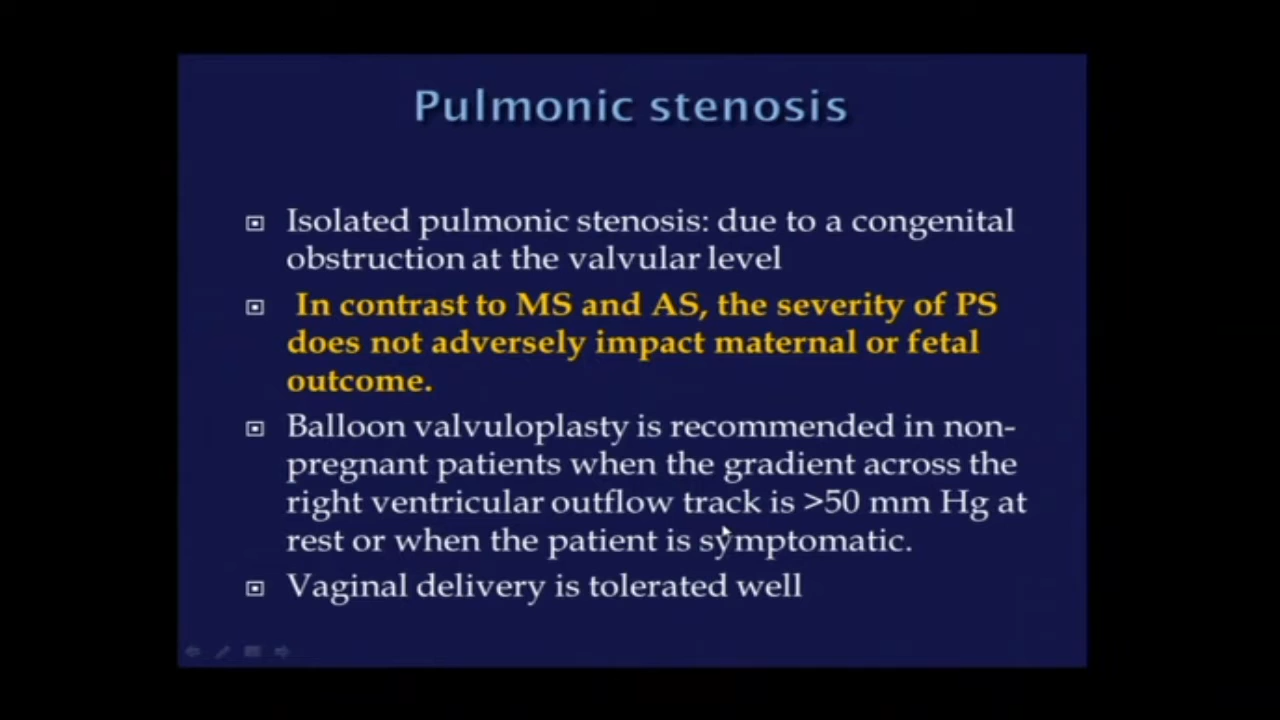 Pulmonic stenosis
Isolated pulmonic stenosis: due to a congenital
obstruction at the valvular level
In contrast to MS and AS, the severity of PS
does not adversely impact maternal or fetal
outcome.
Balloon valvuloplasty is recommended in non-
pregnant patients when the gradient across the
right ventricular outflow track is >50 mm Hg at
rest or when the patient is symptomatic.
Vaginal delivery is tolerated well